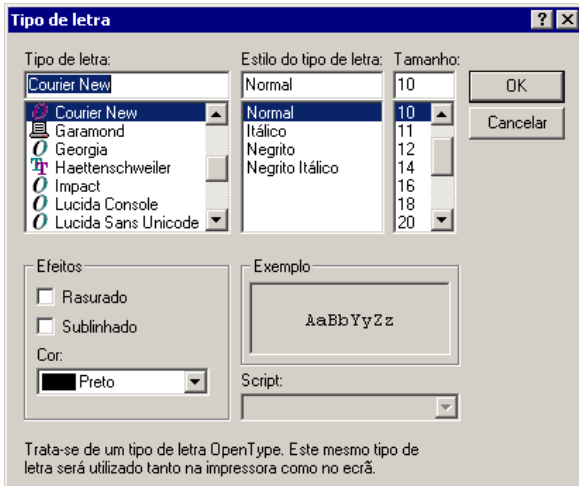 Tipo de letra
Tipo de letra:
Courier New
Courier New
Garamond
Georgia
Haettenschweiler
Impact
Lucida Console
Lucida Sans Unicode
Estilo do tipo de letra:
Normal
Normal
Itálico
Negrito
Negrito Itálico
Tamanho:
10
10
11
12
14
16
18
20
OK
Cancelar
Efeitos
Rasurado
Sublinhado
Cor:
Preto
Exemplo
AaBbYyZz
Script:
Trata-se de um tipo de letra OpenType. Este mesmo tipo de
letra será utilizado tanto na impressora como no ecrã.